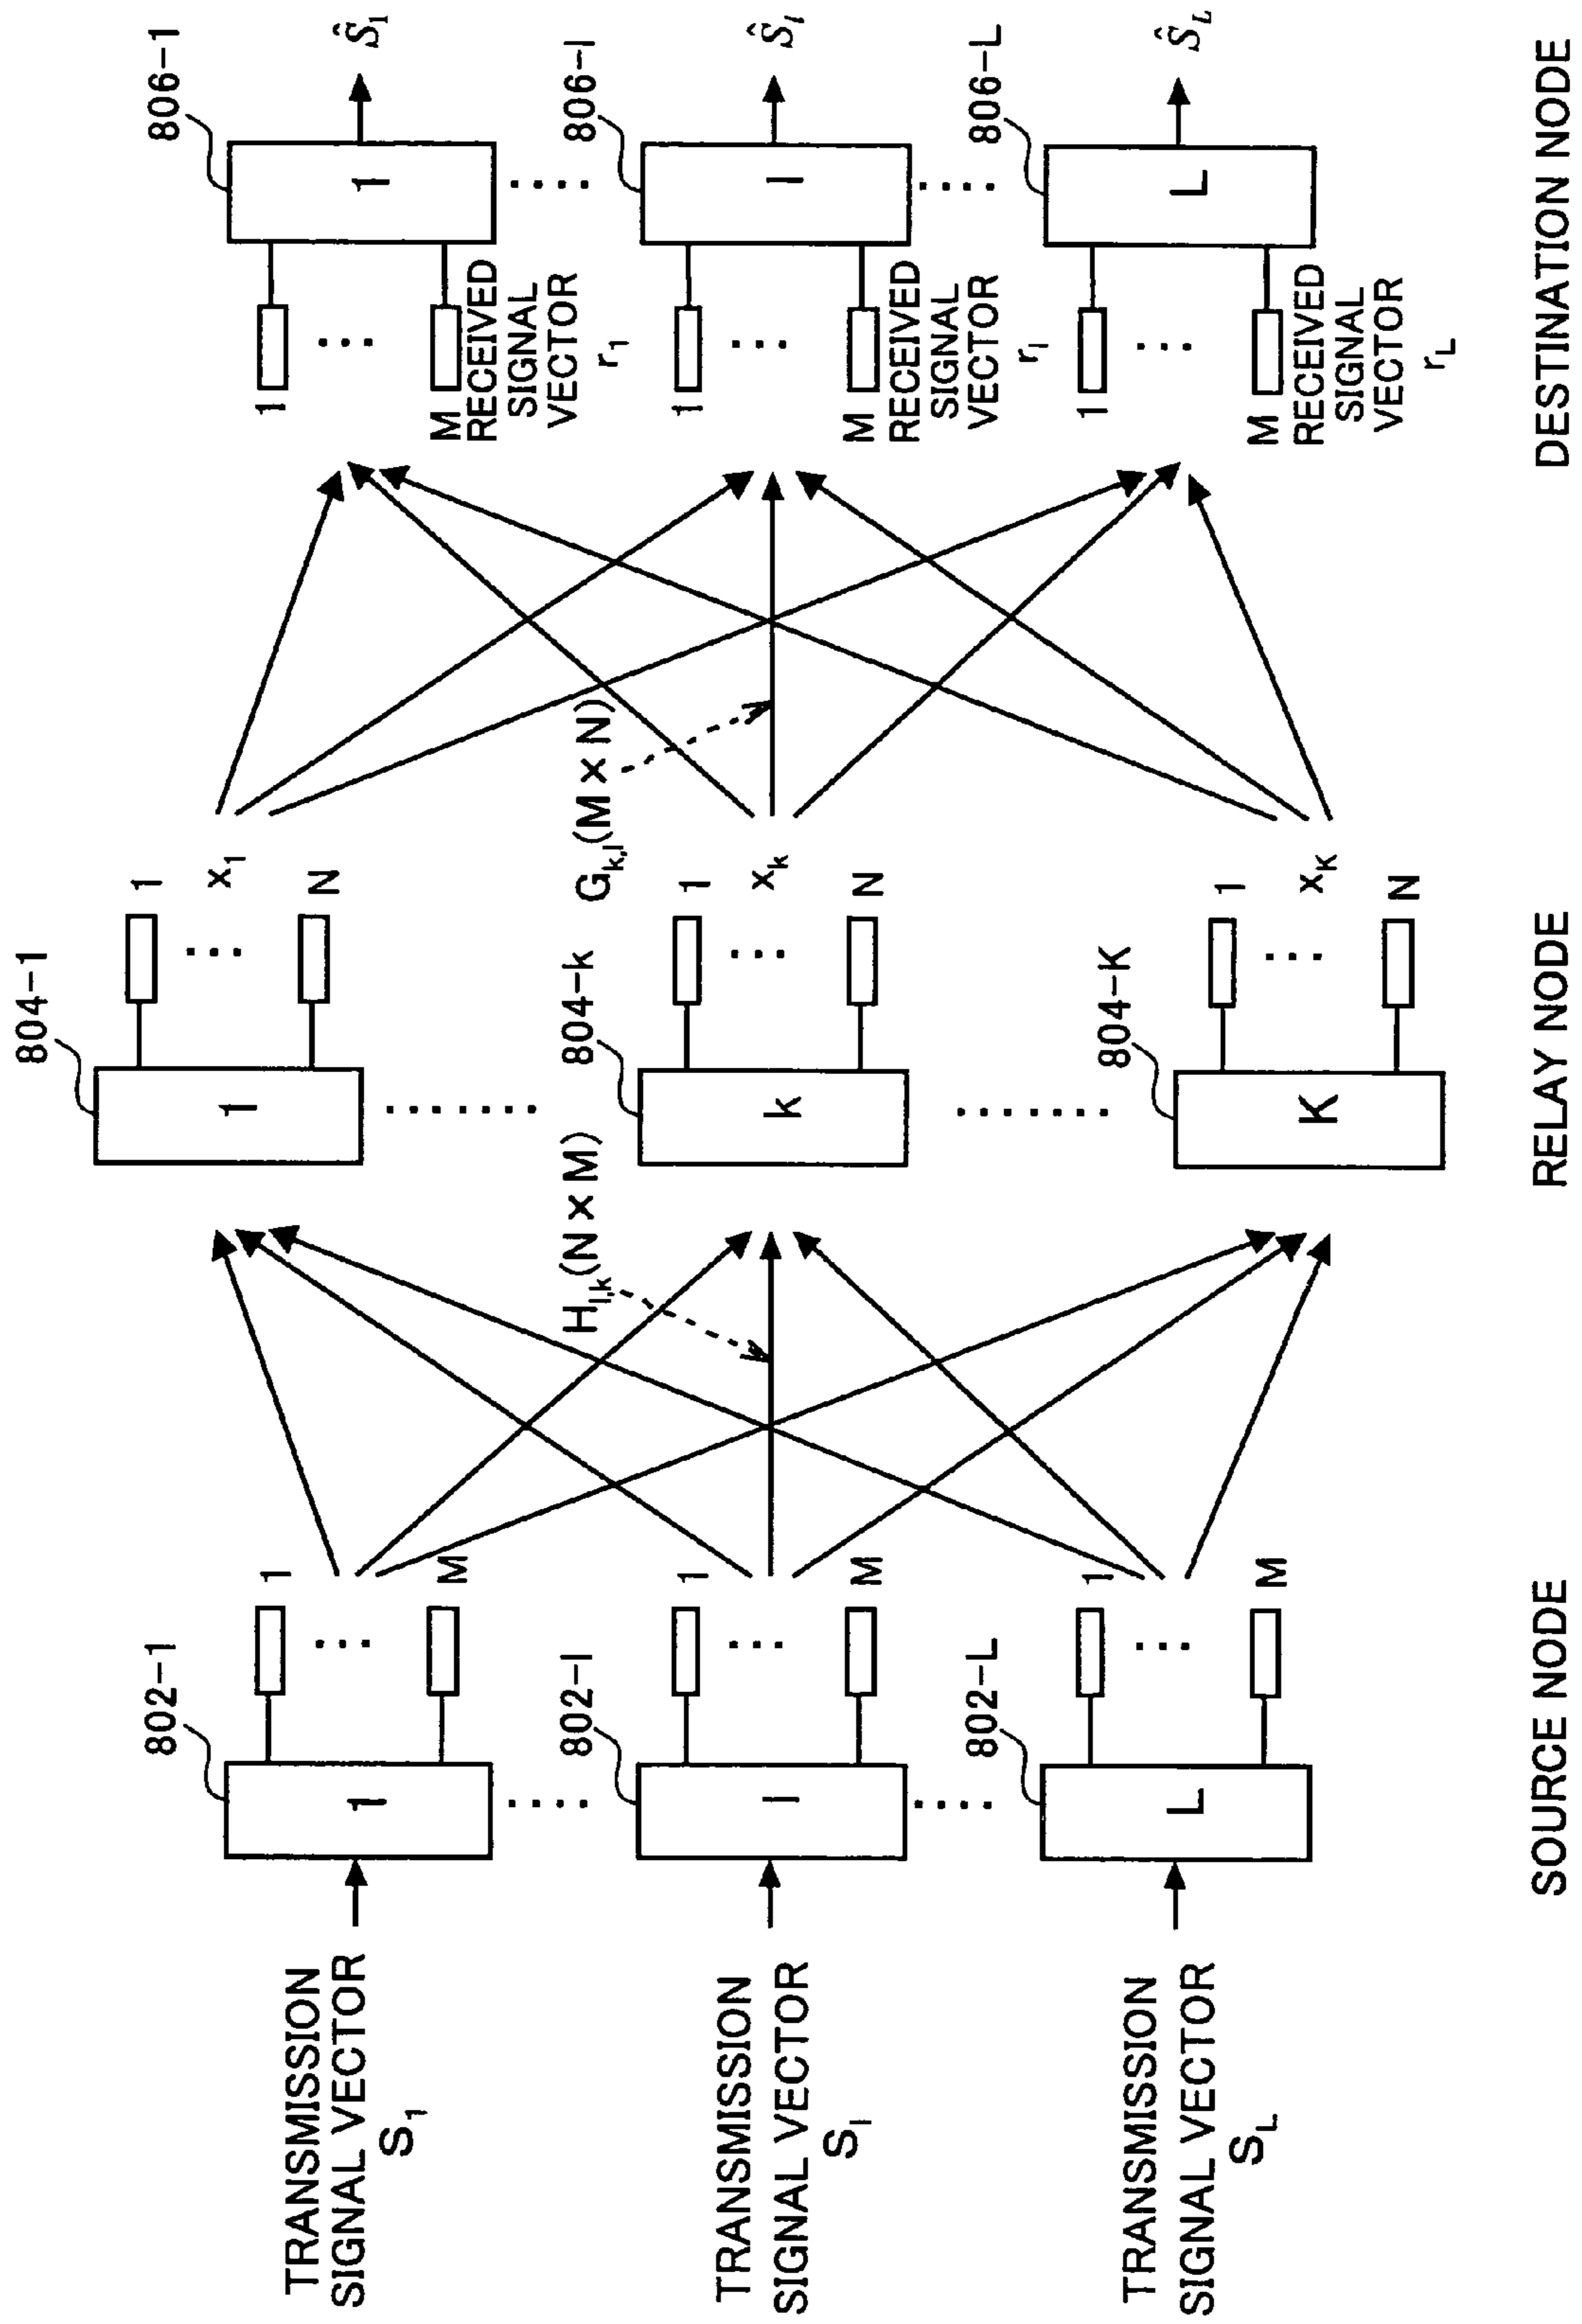 TRANSMISSION
SIGNAL VECTOR
S1
TRANSMISSION
SIGNAL VECTOR
Sl
TRANSMISSION
SIGNAL VECTOR
SL
802-1
1
1
...
M
....
802-l
l
1
...
M
....
802-L
L
1
...
M
SOURCE NODE
Hl,k(N×M)
804-1
1
1
...
N
x1
.......
804-k
k
1
...
N
xk
.......
804-K
K
1
...
N
xK
RELAY NODE
Gk,l(M×N)
1
...
M
RECEIVED
SIGNAL
VECTOR
r1
806-1
1
Ŝ1
....
1
...
M
RECEIVED
SIGNAL
VECTOR
rl
806-l
l
Ŝl
....
1
...
M
RECEIVED
SIGNAL
VECTOR
rL
806-L
L
ŜL
DESTINATION NODE